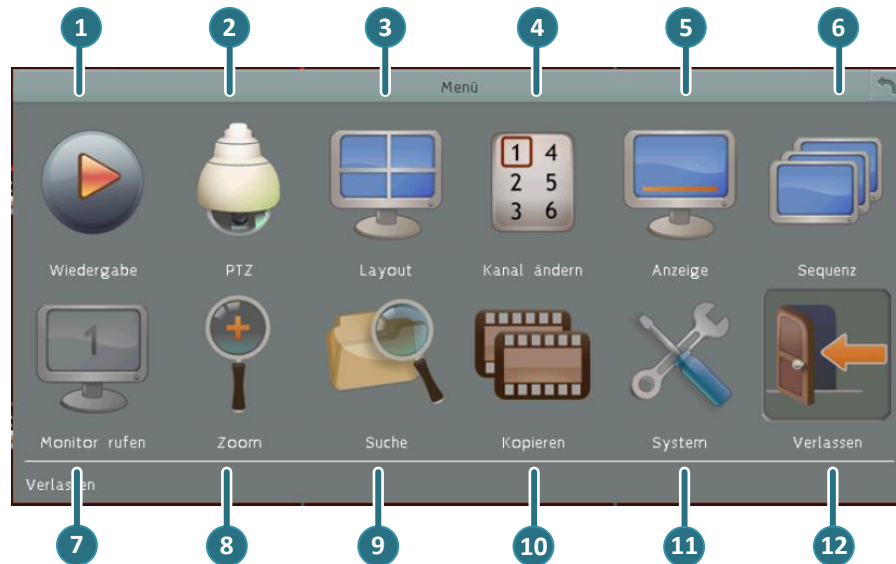 1 2 3 4 5 6
Menü
1 4
2 5
3 6
Wiedergabe PTZ Layout Kanal ändern Anzeige Sequenz
1
Monitor rufen Zoom Suche Kopieren System Verlassen
Verlassen
7 8 9 10 11 12